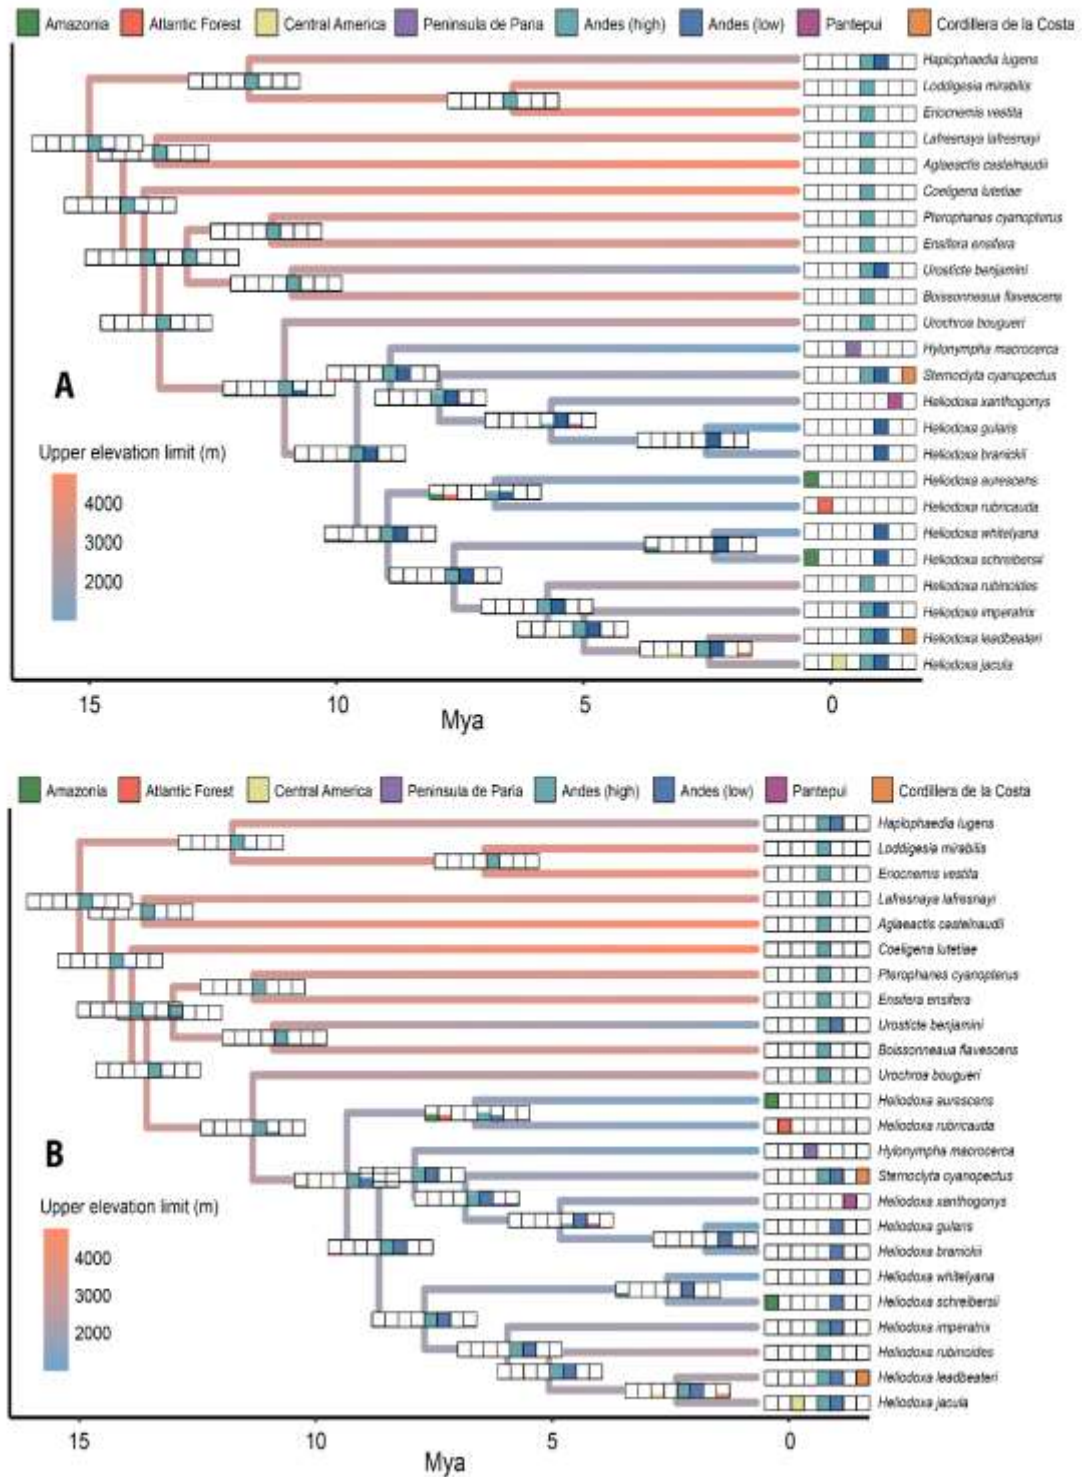 Amazonia Atlantic Forest Central America Peninsula de Paria Andes (high) Andes (low) Pantepui Cordillera de la Costa
Haplophaedia lugens
Loddigesia mirabilis
Eriocnemis vestita
Lafresnaya lafresnayi
Aglaeactis castelnaudii
Coeligena lutetiae
Pterophanes cyanopterus
Ensifera ensifera
Urosticte benjamini
Boissonneaua flavescens
Urochroa bougueri
Hylonympha macrocerca
A
Sternoclyta cyanopectus
Heliodoxa xanthogonys
Heliodoxa gularis
Upper elevation limit (m)
Heliodoxa branickii
Heliodoxa aurescens
4000
Heliodoxa rubricauda
Heliodoxa whitelyana
3000
Heliodoxa schreibersii
2000
Heliodoxa rubinoides
Heliodoxa imperatrix
Heliodoxa leadbeateri
Heliodoxa jacula
15 10 5 0
Mya
Amazonia Atlantic Forest Central America Peninsula de Paria Andes (high) Andes (low) Pantepui Cordillera de la Costa
Haplophaedia lugens
Loddigesia mirabilis
Eriocnemis vestita
Lafresnaya lafresnayi
Aglaeactis castelnaudii
Coeligena lutetiae
Pterophanes cyanopterus
Ensifera ensifera
Urosticte benjamini
Boissonneaua flavescens
Urochroa bougueri
Heliodoxa aurescens
Heliodoxa rubricauda
B
Hylonympha macrocerca
Sternoclyta cyanopectus
Heliodoxa xanthogonys
Upper elevation limit (m)
Heliodoxa gularis
Heliodoxa branickii
4000
Heliodoxa whitelyana
3000
Heliodoxa schreibersii
Heliodoxa imperatrix
2000
Heliodoxa rubinoides
Heliodoxa leadbeateri
Heliodoxa jacula
15 10 5 0
Mya